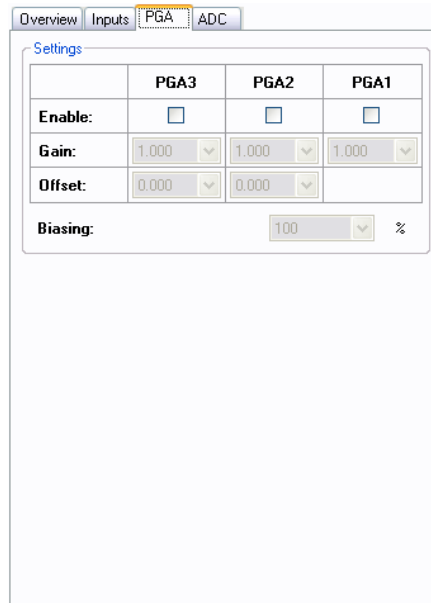 Overview Inputs PGA ADC
Settings
PGA3 PGA2 PGA1
Enable:
Gain: 1.000 1.000 1.000
Offset: 0.000 0.000
Biasing: 100 %